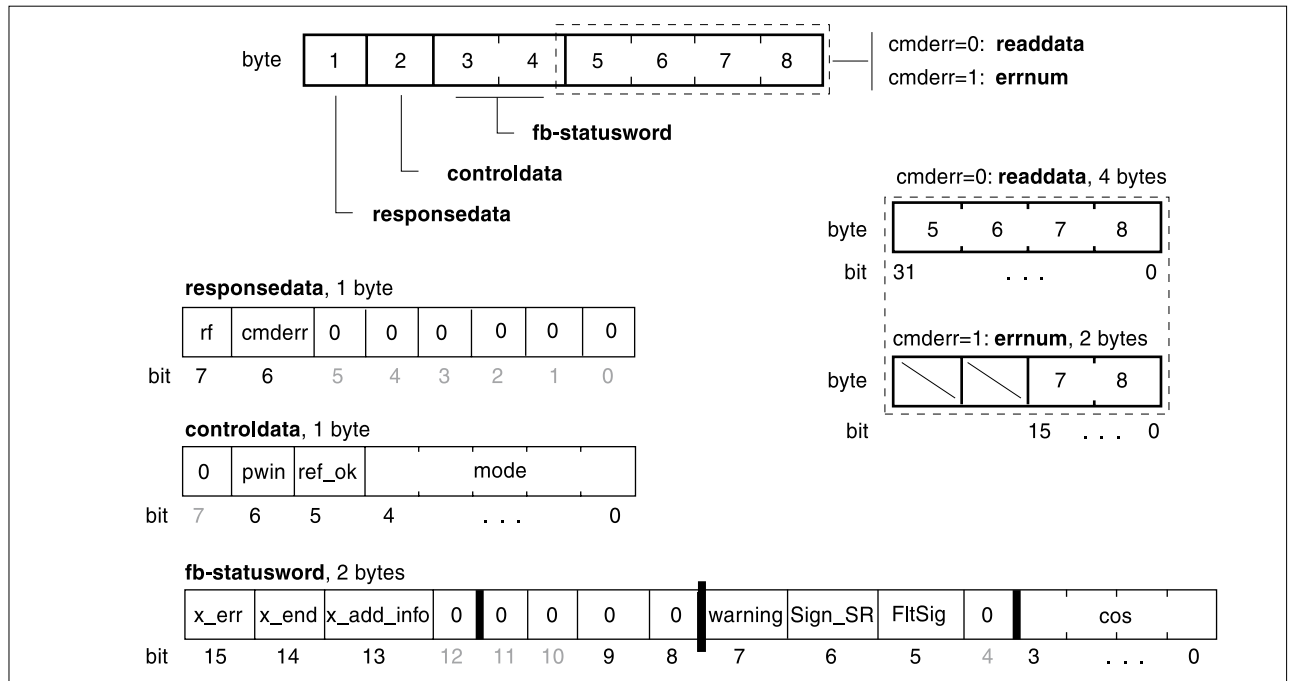 byte 1 2 3 4 5 6 7 8
cmderr=0: readdata
cmderr=1: errnum
fb-statusword
controldata
responsedata
cmderr=0: readdata, 4 bytes
byte 5 6 7 8
bit 31 . . . 0
cmderr=1: errnum, 2 bytes
byte 7 8
bit 15 . . . 0
responsedata, 1 byte
rf cmderr 0 0 0 0 0 0
bit 7 6 5 4 3 2 1 0
controldata, 1 byte
0 pwin ref_ok mode
bit 7 6 5 4 . . . 0
fb-statusword, 2 bytes
x_err x_end x_add_info 0 0 0 0 0 warning Sign_SR FltSig 0 cos
bit 15 14 13 12 11 10 9 8 7 6 5 4 3 . . . 0